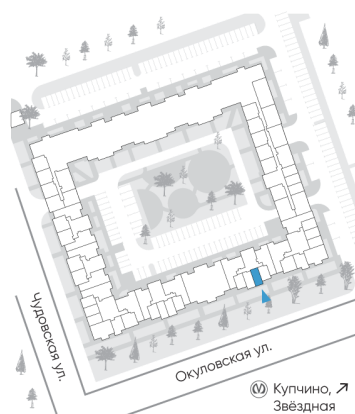 Чудовская ул.
Окуловская ул.
Купчино, ↗
Звёздная